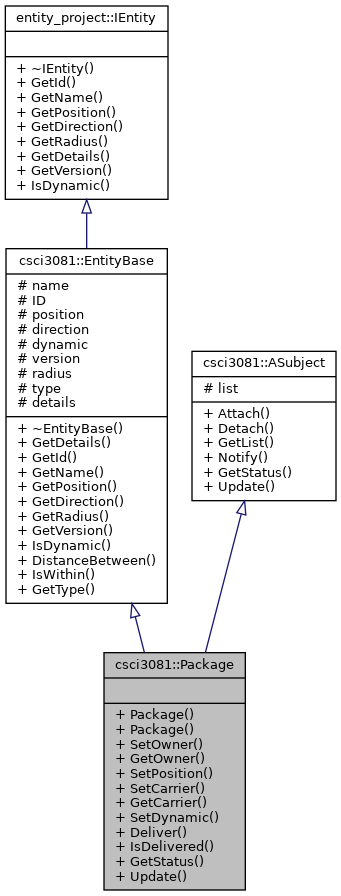 entity_project::IEntity
+ ~IEntity()
+ GetId()
+ GetName()
+ GetPosition()
+ GetDirection()
+ GetRadius()
+ GetDetails()
+ GetVersion()
+ IsDynamic()
csci3081::EntityBase
# name
# ID
# position
# direction
# dynamic
# version
# radius
# type
# details
+ ~EntityBase()
+ GetDetails()
+ GetId()
+ GetName()
+ GetPosition()
+ GetDirection()
+ GetRadius()
+ GetVersion()
+ IsDynamic()
+ DistanceBetween()
+ IsWithin()
+ GetType()
csci3081::ASubject
# list
+ Attach()
+ Detach()
+ GetList()
+ Notify()
+ GetStatus()
+ Update()
csci3081::Package
+ Package()
+ Package()
+ SetOwner()
+ GetOwner()
+ SetPosition()
+ SetCarrier()
+ GetCarrier()
+ SetDynamic()
+ Deliver()
+ IsDelivered()
+ GetStatus()
+ Update()